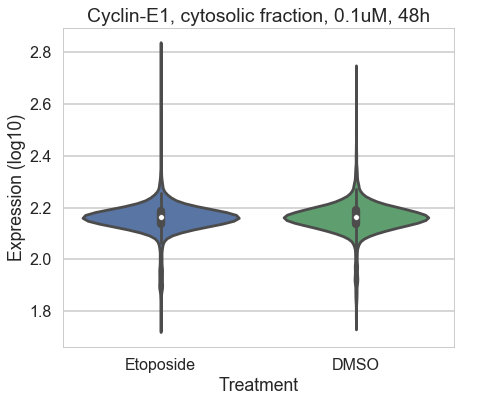 Cyclin-E1, cytosolic fraction, 0.1uM, 48h
Expression (log10)
2.8
2.6
2.4
2.2
2.0
1.8
Etoposide DMSO
Treatment